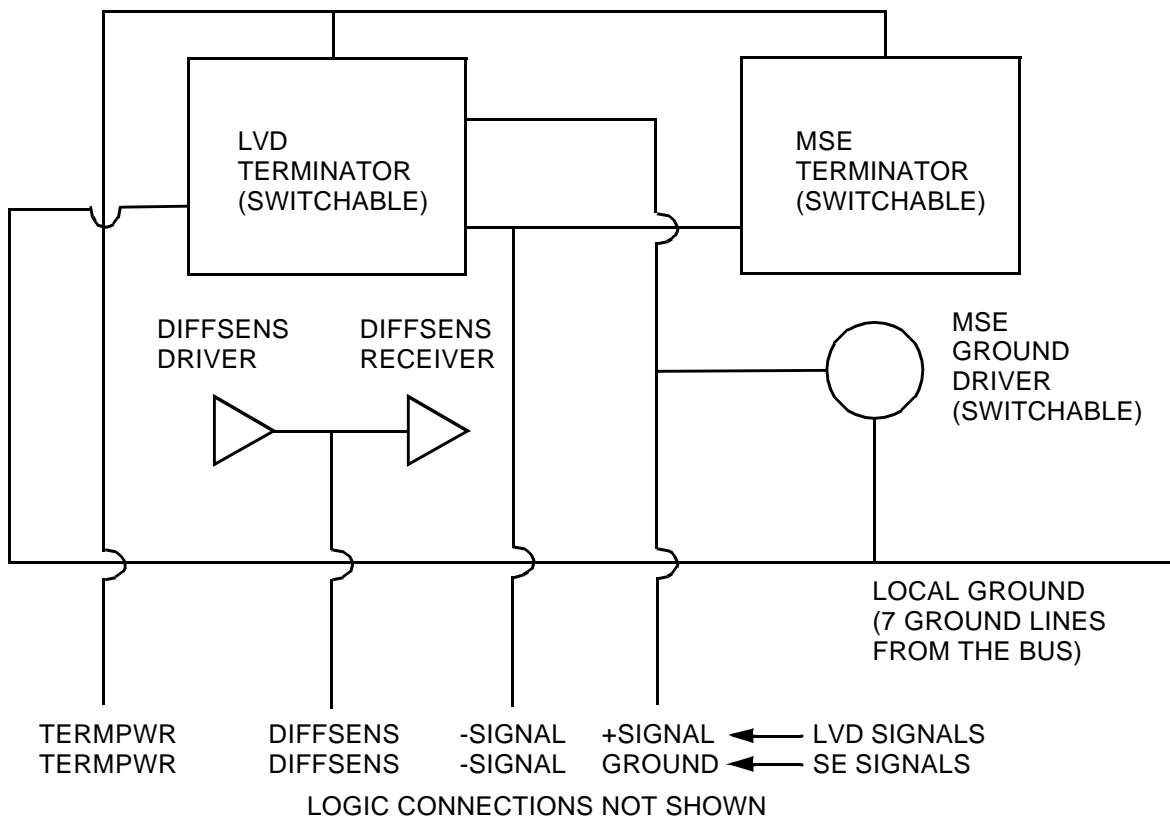 LVD
TERMINATOR
(SWITCHABLE)
MSE
TERMINATOR
(SWITCHABLE)
DIFFSENS
DRIVER
DIFFSENS
RECEIVER
MSE
GROUND
DRIVER
(SWITCHABLE)
LOCAL GROUND
(7 GROUND LINES
FROM THE BUS)
TERMPWR DIFFSENS -SIGNAL +SIGNAL LVD SIGNALS
TERMPWR DIFFSENS -SIGNAL GROUND SE SIGNALS
LOGIC CONNECTIONS NOT SHOWN